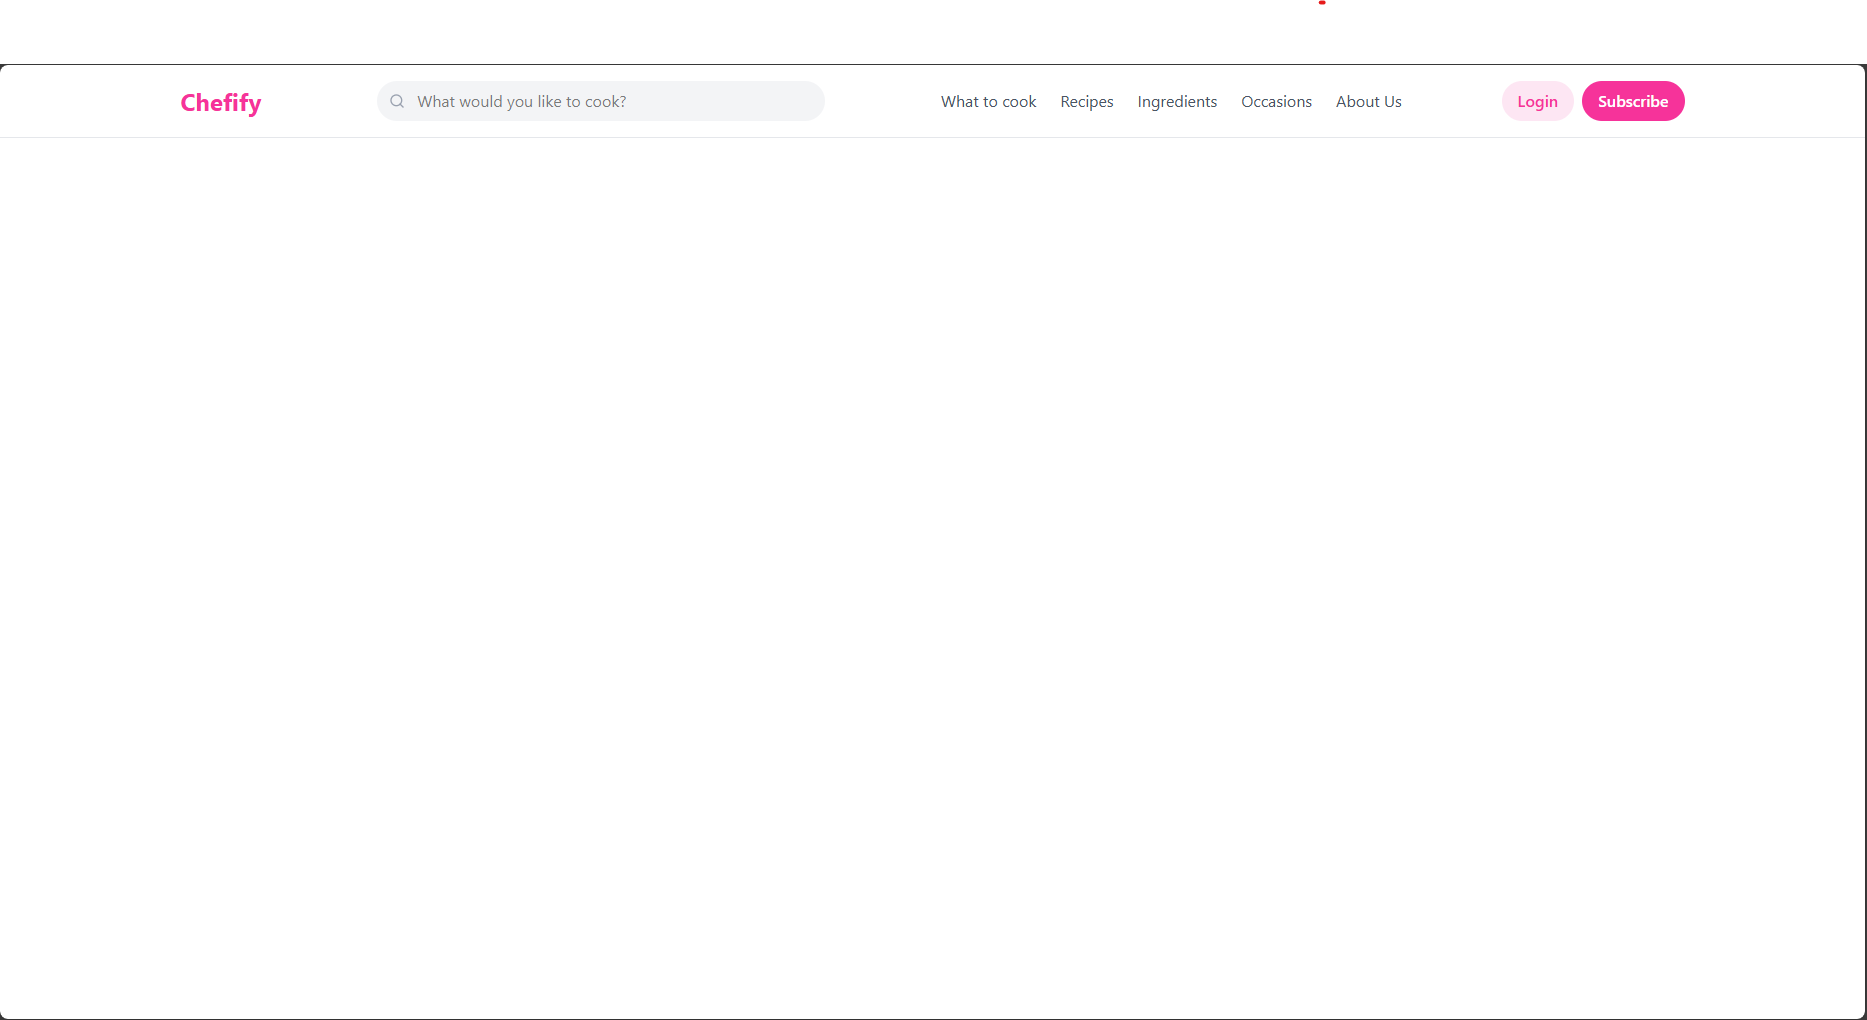 Chefify
What would you like to cook?
What to cook
Recipes
Ingredients
Occasions
About Us
Login
Subscribe